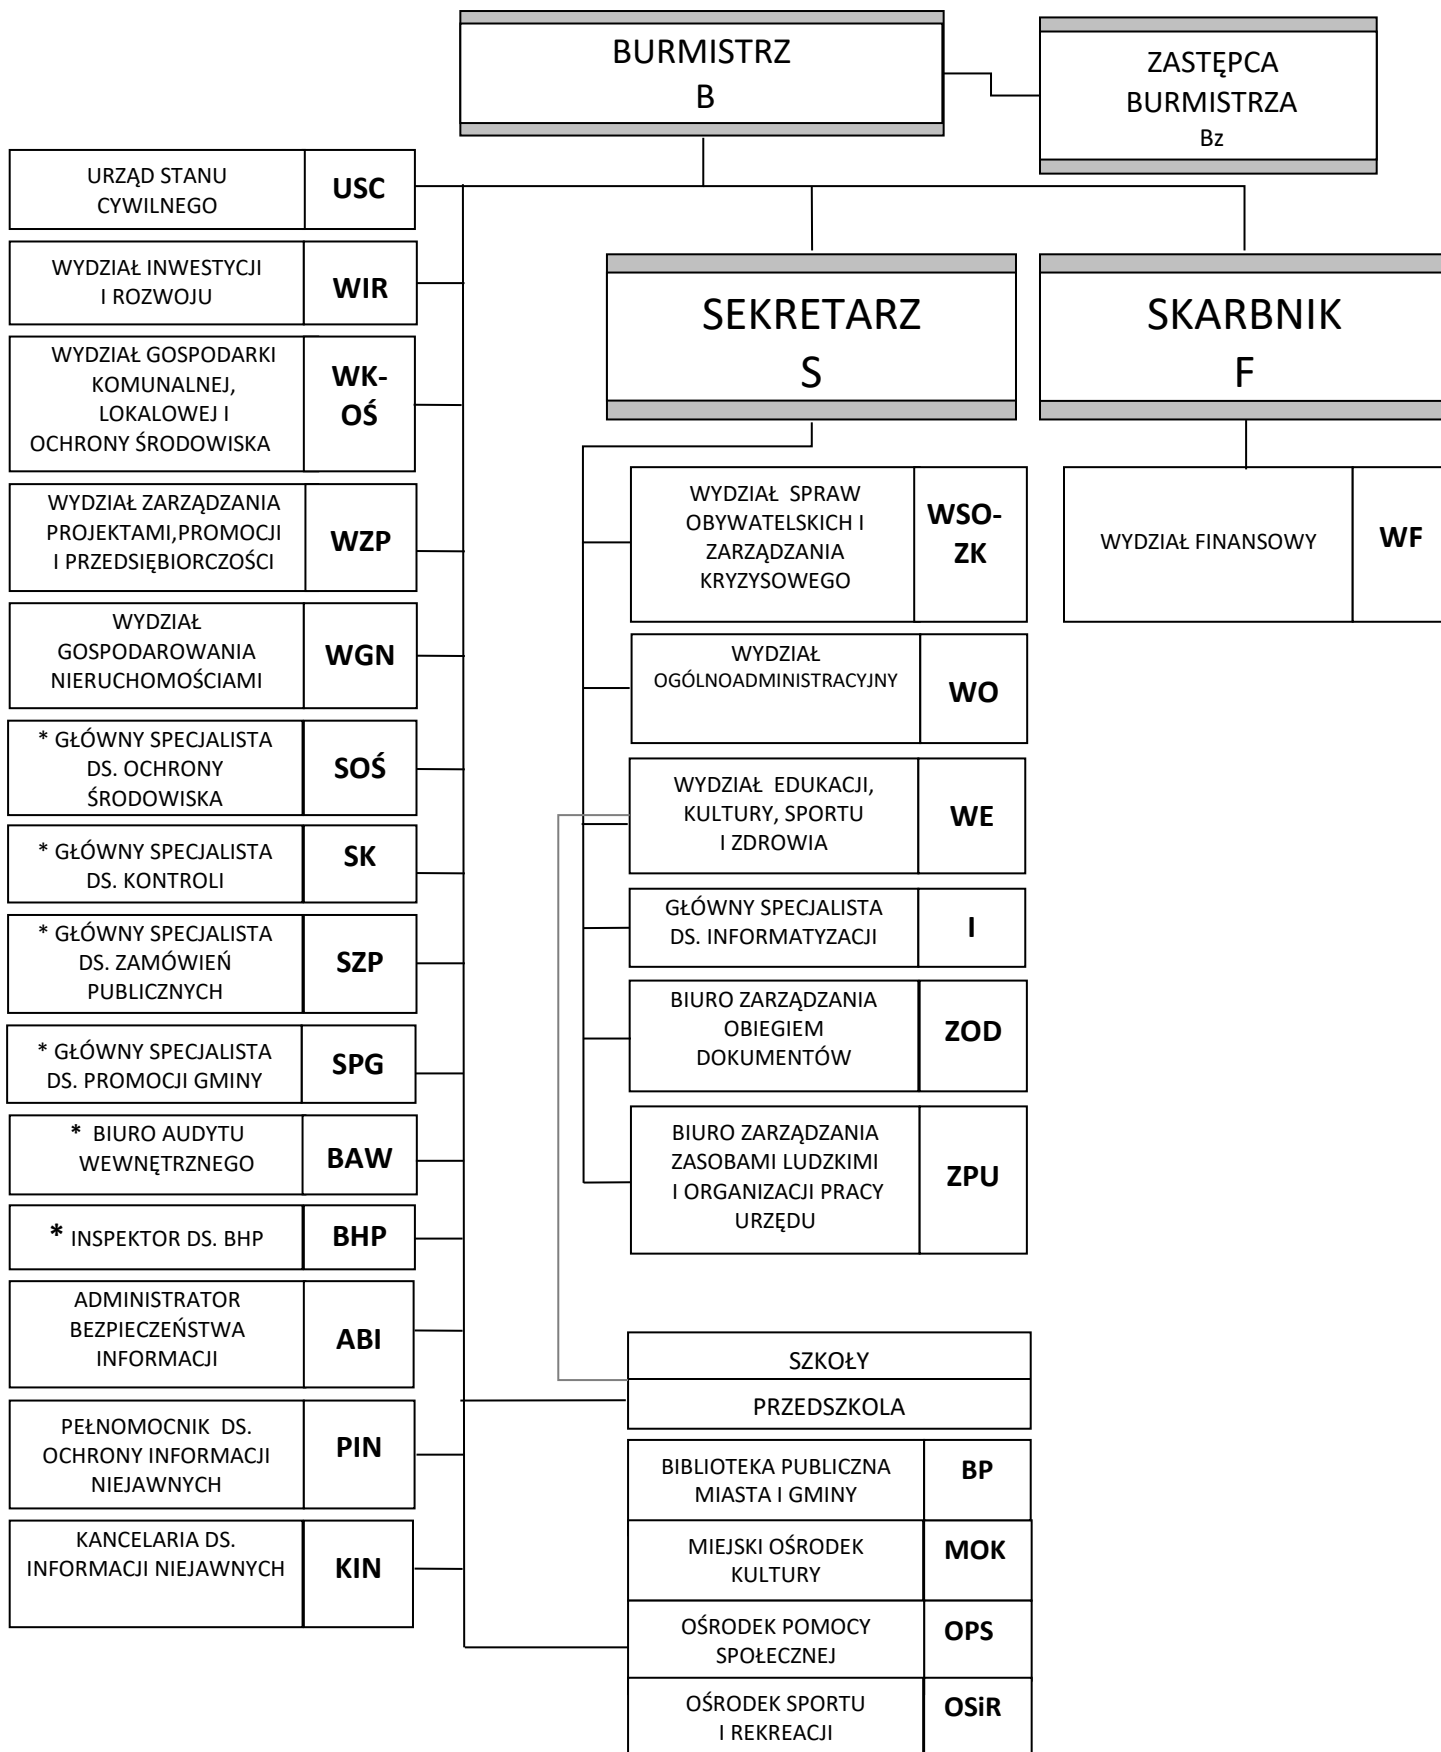 BURMISTRZ
B
ZASTĘPCA
BURMISTRZA
Bz
URZĄD STANU
CYWILNEGO
USC
WYDZIAŁ INWESTYCJI
I ROZWOJU
WIR
WYDZIAŁ GOSPODARKI
KOMUNALNEJ,
LOKALOWEJ I
OCHRONY ŚRODOWISKA
WK-
OŚ
WYDZIAŁ ZARZĄDZANIA
PROJEKTAMI,PROMOCJI
I PRZEDSIĘBIORCZOŚCI
WZP
WYDZIAŁ
GOSPODAROWANIA
NIERUCHOMOŚCIAMI
WGN
* GŁÓWNY SPECJALISTA
DS. OCHRONY
ŚRODOWISKA
SOŚ
* GŁÓWNY SPECJALISTA
DS. KONTROLI
SK
* GŁÓWNY SPECJALISTA
DS. ZAMÓWIEŃ
PUBLICZNYCH
SZP
* GŁÓWNY SPECJALISTA
DS. PROMOCJI GMINY
SPG
* BIURO AUDYTU
WEWNĘTRZNEGO
BAW
* INSPEKTOR DS. BHP
BHP
ADMINISTRATOR
BEZPIECZEŃSTWA
INFORMACJI
ABI
PEŁNOMOCNIK DS.
OCHRONY INFORMACJI
NIEJAWNYCH
PIN
KANCELARIA DS.
INFORMACJI NIEJAWNYCH
KIN
SEKRETARZ
S
WYDZIAŁ SPRAW
OBYWATELSKICH I
ZARZĄDZANIA
KRYZYSOWEGO
WSO-
ZK
WYDZIAŁ
OGÓLNOADMINISTRACYJNY
WO
WYDZIAŁ EDUKACJI,
KULTURY, SPORTU
I ZDROWIA
WE
GŁÓWNY SPECJALISTA
DS. INFORMATYZACJI
I
BIURO ZARZĄDZANIA
OBIEGIEM
DOKUMENTÓW
ZOD
BIURO ZARZĄDZANIA
ZASOBAMI LUDZKIMI
I ORGANIZACJI PRACY
URZĘDU
ZPU
SKARBNIK
F
WYDZIAŁ FINANSOWY
WF
SZKOŁY
PRZEDSZKOLA
BIBLIOTEKA PUBLICZNA
MIASTA I GMINY
BP
MIEJSKI OŚRODEK
KULTURY
MOK
OŚRODEK POMOCY
SPOŁECZNEJ
OPS
OŚRODEK SPORTU
I REKREACJI
OSiR